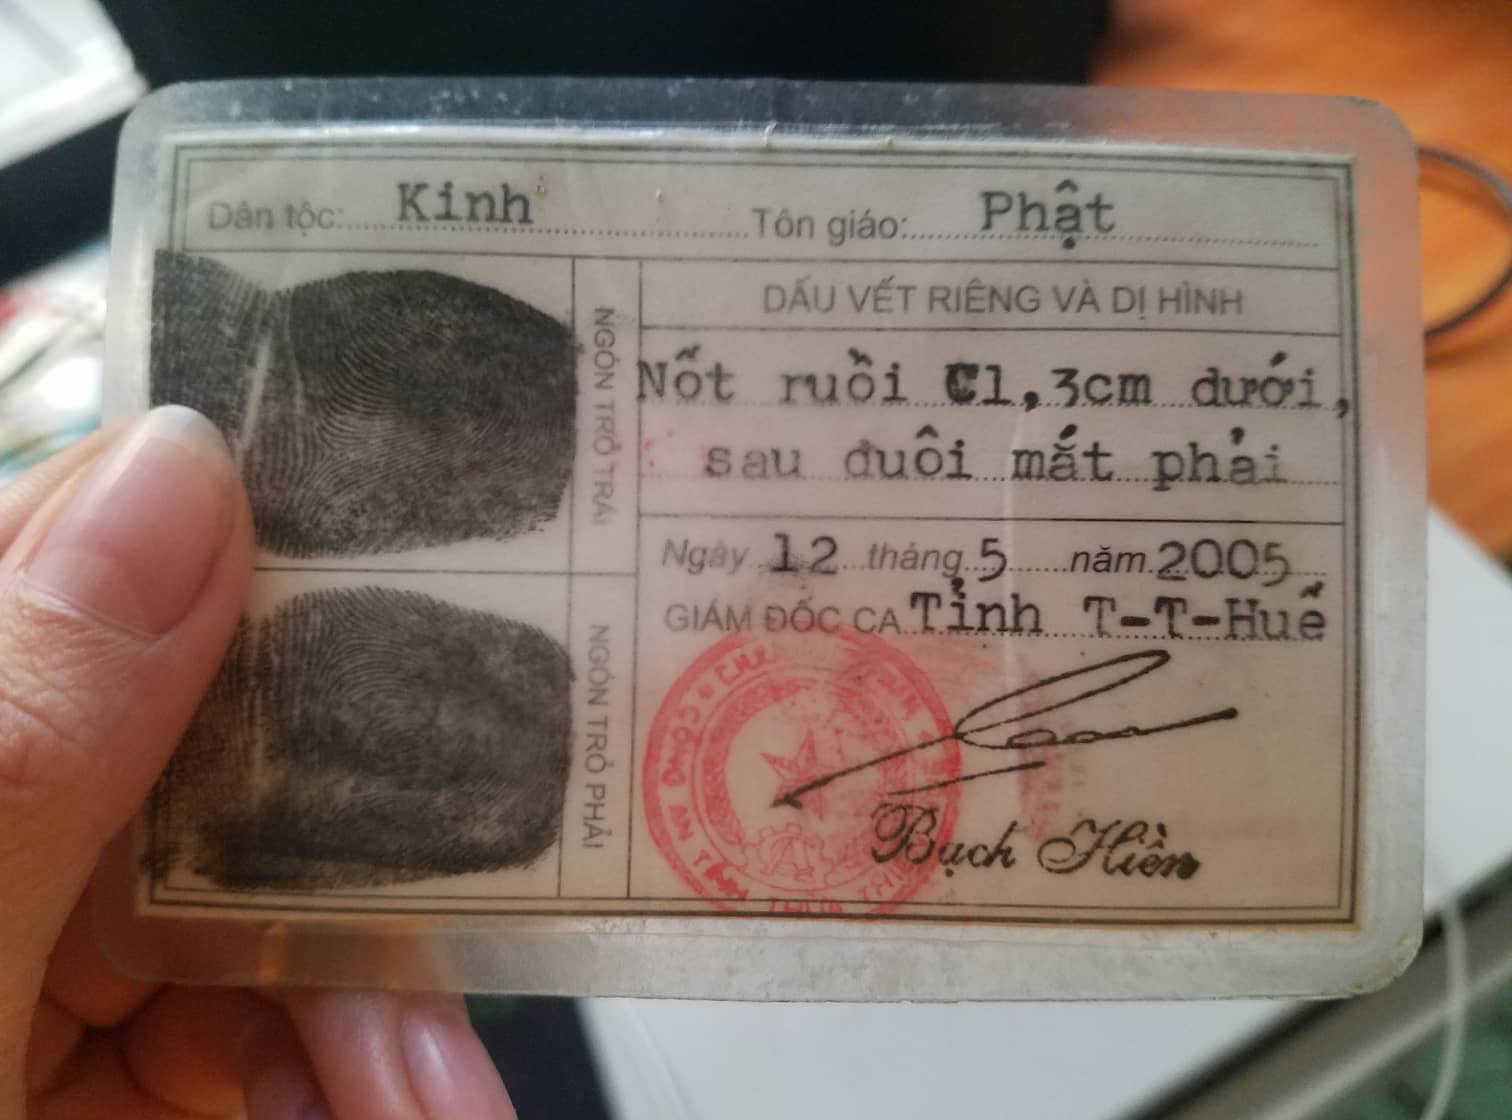 Dân tộc: Kinh Tôn giáo: Phật
NGÓN TRỎ TRÁI
DẤU VẾT RIÊNG VÀ DỊ HÌNH
Nốt ruồi C1,3cm dưới,
sau đuôi mắt phải
Ngày 12 tháng 5 năm 2005
GIÁM ĐỐC CA Tỉnh T-T-Huế
NGÓN TRỎ PHẢI
Bạch Hiền